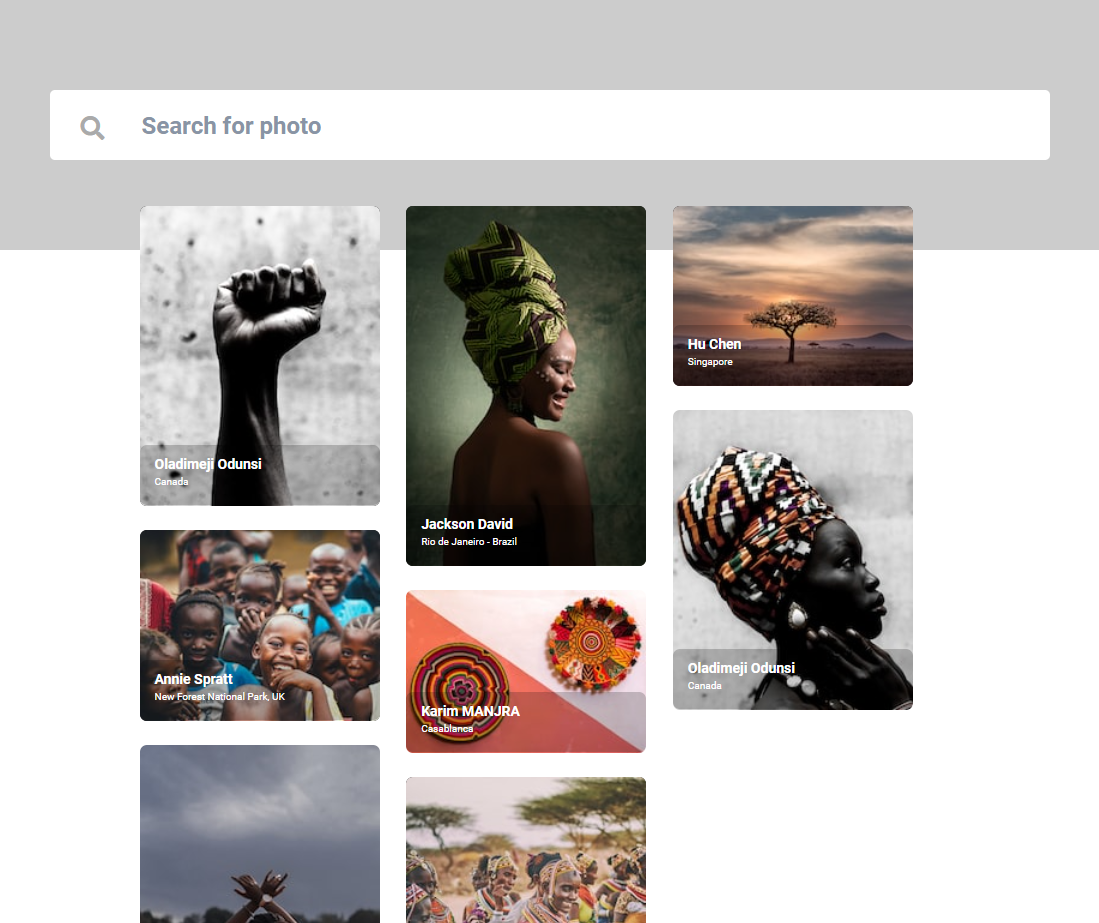 Search for photo
Oladimeji Odunsi
Canada
Jackson David
Rio de Janeiro - Brazil
Hu Chen
Singapore
Annie Spratt
New Forest National Park, UK
Karim MANJRA
Casablanca
Oladimeji Odunsi
Canada